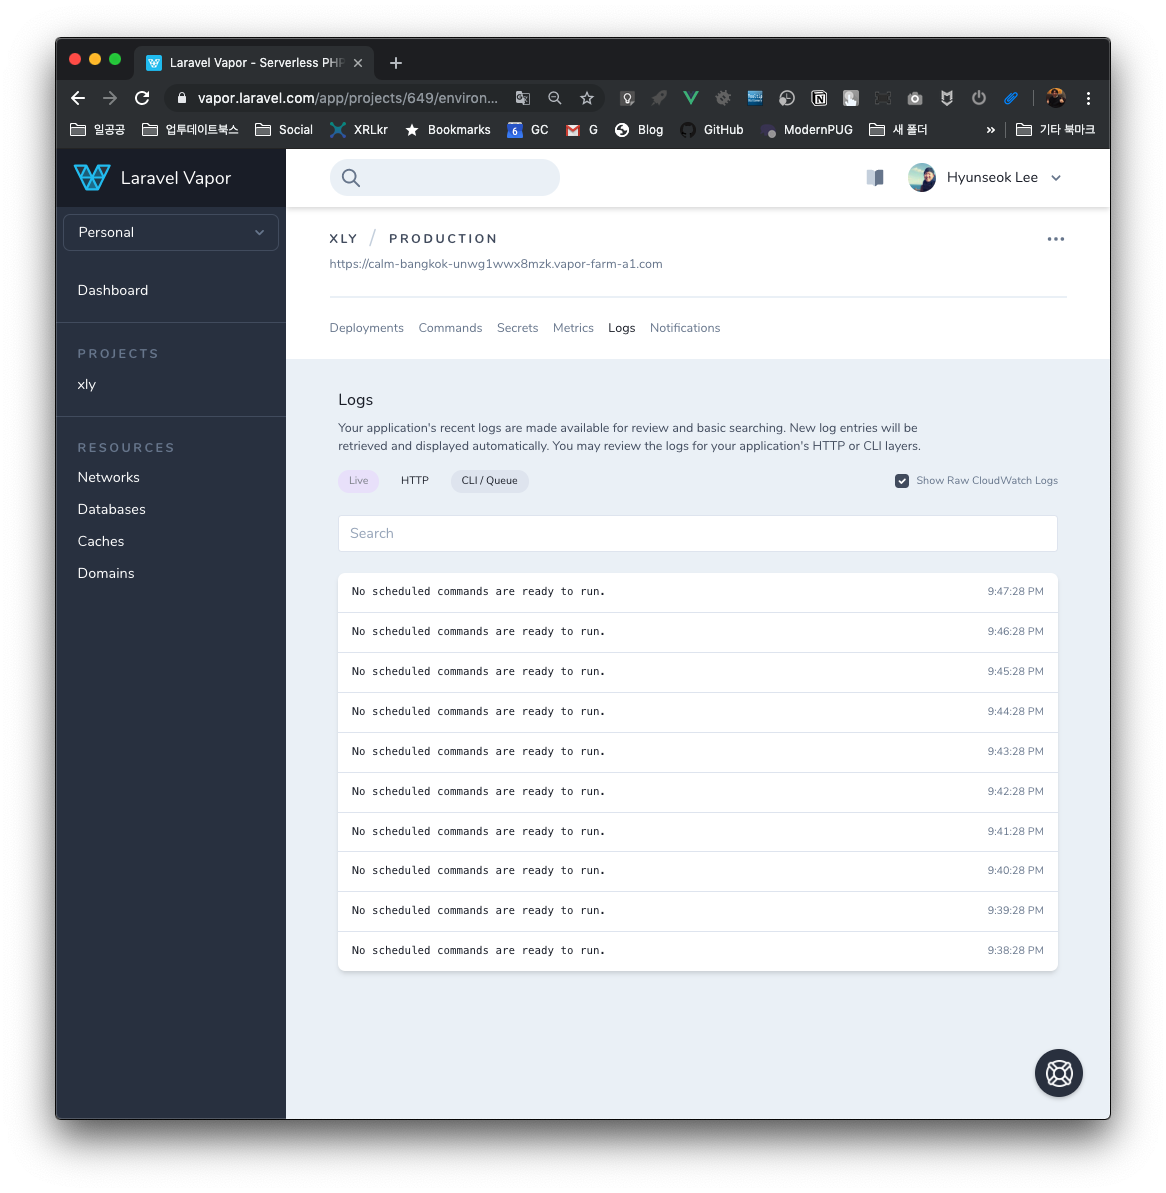 Laravel Vapor - Serverless PHP
vapor.laravel.com/app/projects/649/environ...
일공공 업투데이트북스 Social XRLkr Bookmarks 6 GC G Blog GitHub ModernPUG 새 폴더 » 기타 북마크
Laravel Vapor
Hyunseok Lee
Personal
Dashboard
PROJECTS
xly
RESOURCES
Networks
Databases
Caches
Domains
XLY / PRODUCTION
https://calm-bangkok-unwg1wwx8mzk.vapor-farm-a1.com
Deployments Commands Secrets Metrics Logs Notifications
Logs
Your application's recent logs are made available for review and basic searching. New log entries will be
retrieved and displayed automatically. You may review the logs for your application's HTTP or CLI layers.
Live HTTP CLI / Queue Show Raw CloudWatch Logs
Search
No scheduled commands are ready to run. 9:47:28 PM
No scheduled commands are ready to run. 9:46:28 PM
No scheduled commands are ready to run. 9:45:28 PM
No scheduled commands are ready to run. 9:44:28 PM
No scheduled commands are ready to run. 9:43:28 PM
No scheduled commands are ready to run. 9:42:28 PM
No scheduled commands are ready to run. 9:41:28 PM
No scheduled commands are ready to run. 9:40:28 PM
No scheduled commands are ready to run. 9:39:28 PM
No scheduled commands are ready to run. 9:38:28 PM